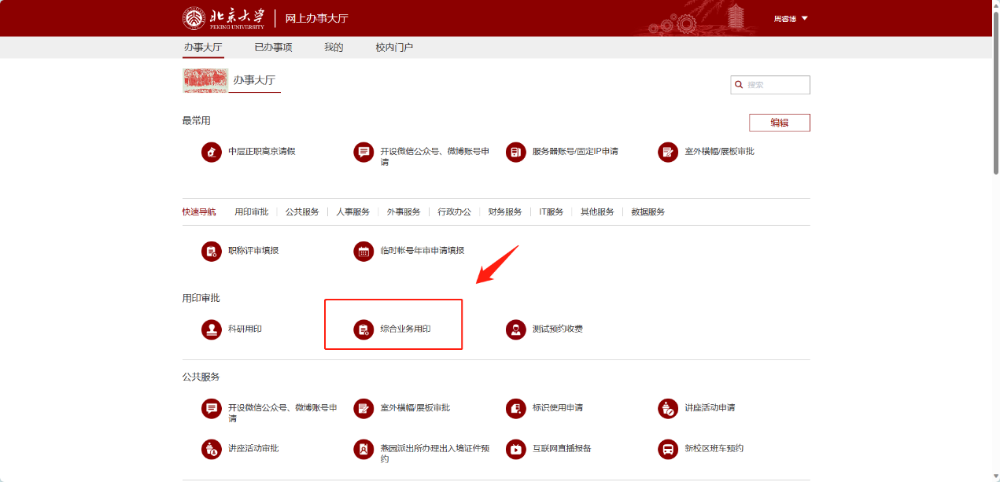 北京大学
PEKING UNIVERSITY
网上办事大厅
周睿博
办事大厅 已办事项 我的 校内门户
办事大厅
搜索
最常用
编辑
中层正职离京请假 开设微信公众号、微博账号申请 服务器账号/固定IP申请 室外横幅/展板审批
快速导航 用印审批 公共服务 人事服务 外事服务 行政办公 财务服务 IT服务 其他服务 数据服务
职称评审填报 临时帐号年审申请填报
用印审批
科研用印 综合业务用印 测试预约收费
公共服务
开设微信公众号、微博账号申请 室外横幅/展板审批 标识使用申请 讲座活动申请
讲座活动审批 燕园派出所办理出入境证件预约 互联网直播报备 新校区班车预约